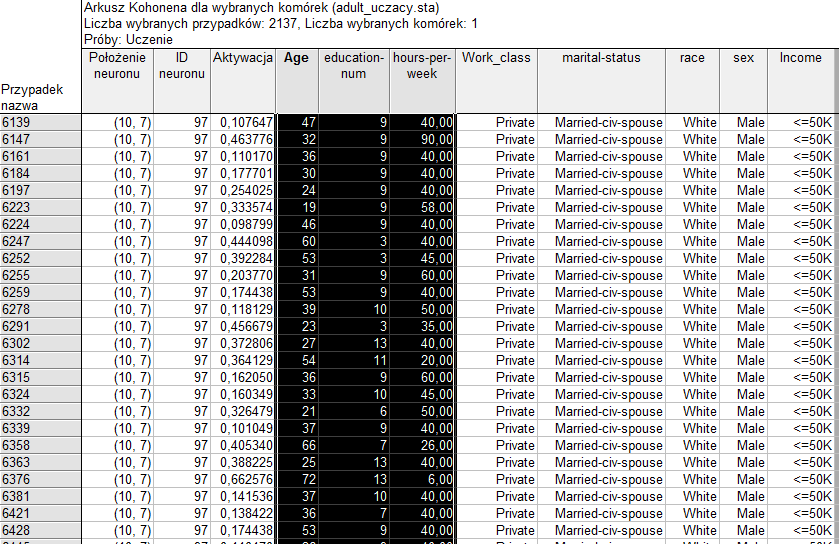 Arkusz Kohonena dla wybranych komórek (adult_uczacy.sta)
Liczba wybranych przypadków: 2137, Liczba wybranych komórek: 1
Próby: Uczenie
Przypadek nazwa Położenie neuronu ID neuronu Aktywacja Age education-num hours-per-week Work_class marital-status race sex Income
6139 (10, 7) 97 0,107647 47 9 40,00 Private Married-civ-spouse White Male <=50K
6147 (10, 7) 97 0,463776 32 9 90,00 Private Married-civ-spouse White Male <=50K
6161 (10, 7) 97 0,110170 36 9 40,00 Private Married-civ-spouse White Male <=50K
6184 (10, 7) 97 0,177701 30 9 40,00 Private Married-civ-spouse White Male <=50K
6197 (10, 7) 97 0,254025 24 9 40,00 Private Married-civ-spouse White Male <=50K
6223 (10, 7) 97 0,333574 19 9 58,00 Private Married-civ-spouse White Male <=50K
6224 (10, 7) 97 0,098799 46 9 40,00 Private Married-civ-spouse White Male <=50K
6247 (10, 7) 97 0,444098 60 3 40,00 Private Married-civ-spouse White Male <=50K
6252 (10, 7) 97 0,392284 53 3 45,00 Private Married-civ-spouse White Male <=50K
6255 (10, 7) 97 0,203770 31 9 60,00 Private Married-civ-spouse White Male <=50K
6259 (10, 7) 97 0,174438 53 9 40,00 Private Married-civ-spouse White Male <=50K
6278 (10, 7) 97 0,118129 39 10 50,00 Private Married-civ-spouse White Male <=50K
6291 (10, 7) 97 0,456679 23 3 35,00 Private Married-civ-spouse White Male <=50K
6302 (10, 7) 97 0,372806 27 13 40,00 Private Married-civ-spouse White Male <=50K
6314 (10, 7) 97 0,364129 54 11 20,00 Private Married-civ-spouse White Male <=50K
6315 (10, 7) 97 0,162050 36 9 60,00 Private Married-civ-spouse White Male <=50K
6324 (10, 7) 97 0,160349 33 10 45,00 Private Married-civ-spouse White Male <=50K
6332 (10, 7) 97 0,326479 21 6 50,00 Private Married-civ-spouse White Male <=50K
6339 (10, 7) 97 0,101049 37 9 40,00 Private Married-civ-spouse White Male <=50K
6358 (10, 7) 97 0,405340 66 7 26,00 Private Married-civ-spouse White Male <=50K
6363 (10, 7) 97 0,388225 25 13 40,00 Private Married-civ-spouse White Male <=50K
6376 (10, 7) 97 0,662576 72 13 6,00 Private Married-civ-spouse White Male <=50K
6381 (10, 7) 97 0,141536 37 10 40,00 Private Married-civ-spouse White Male <=50K
6421 (10, 7) 97 0,138422 36 7 40,00 Private Married-civ-spouse White Male <=50K
6428 (10, 7) 97 0,174438 53 9 40,00 Private Married-civ-spouse White Male <=50K